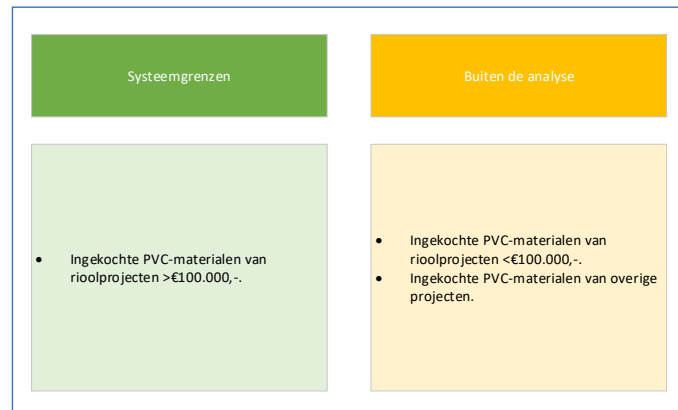 Systeemgrenzen
Buiten de analyse
• Ingekochte PVC-materialen van
rioolprojecten >€100.000,-.
• Ingekochte PVC-materialen van
rioolprojecten <€100.000,-.
• Ingekochte PVC-materialen van overige
projecten.